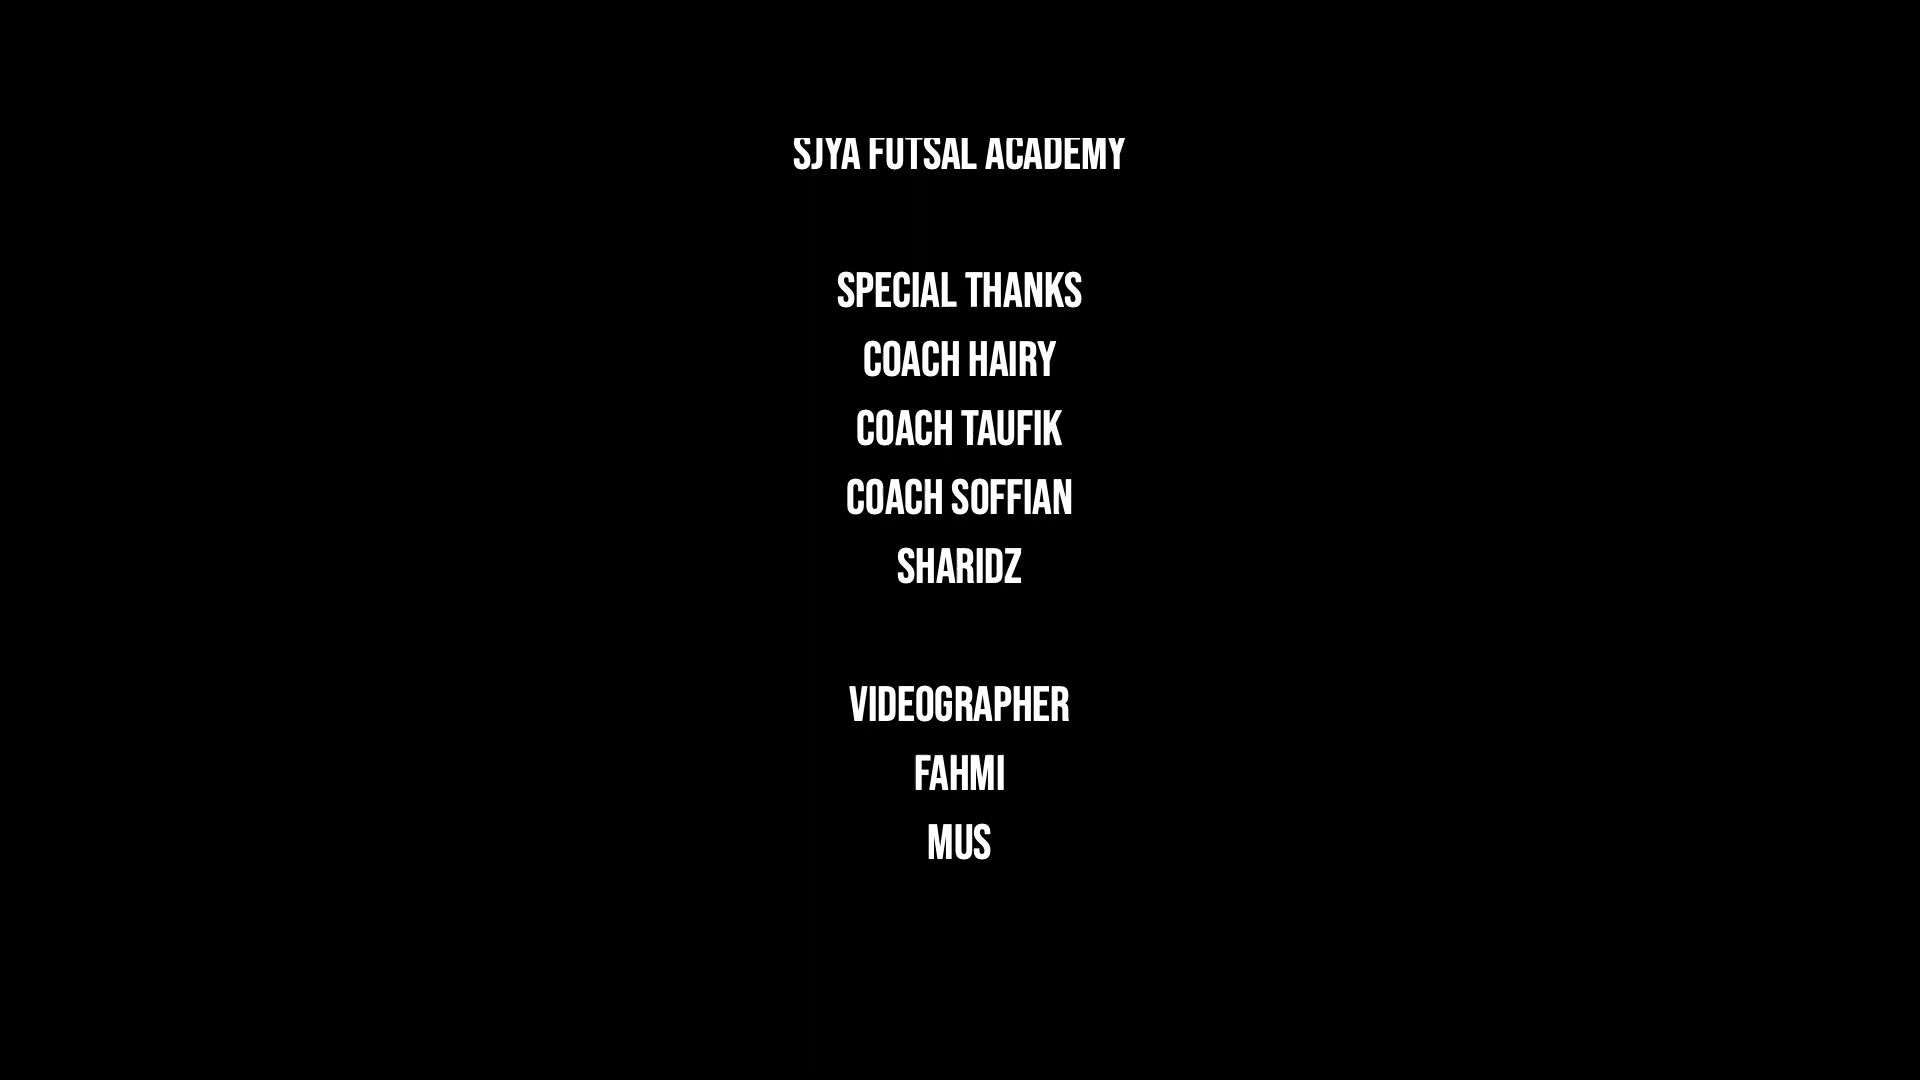 SJYA FUTSAL ACADEMY
SPECIAL THANKS
COACH HAIRY
COACH TAUFIK
COACH SOFFIAN
SHARIDZ
VIDEOGRAPHER
FAHMI
MUS